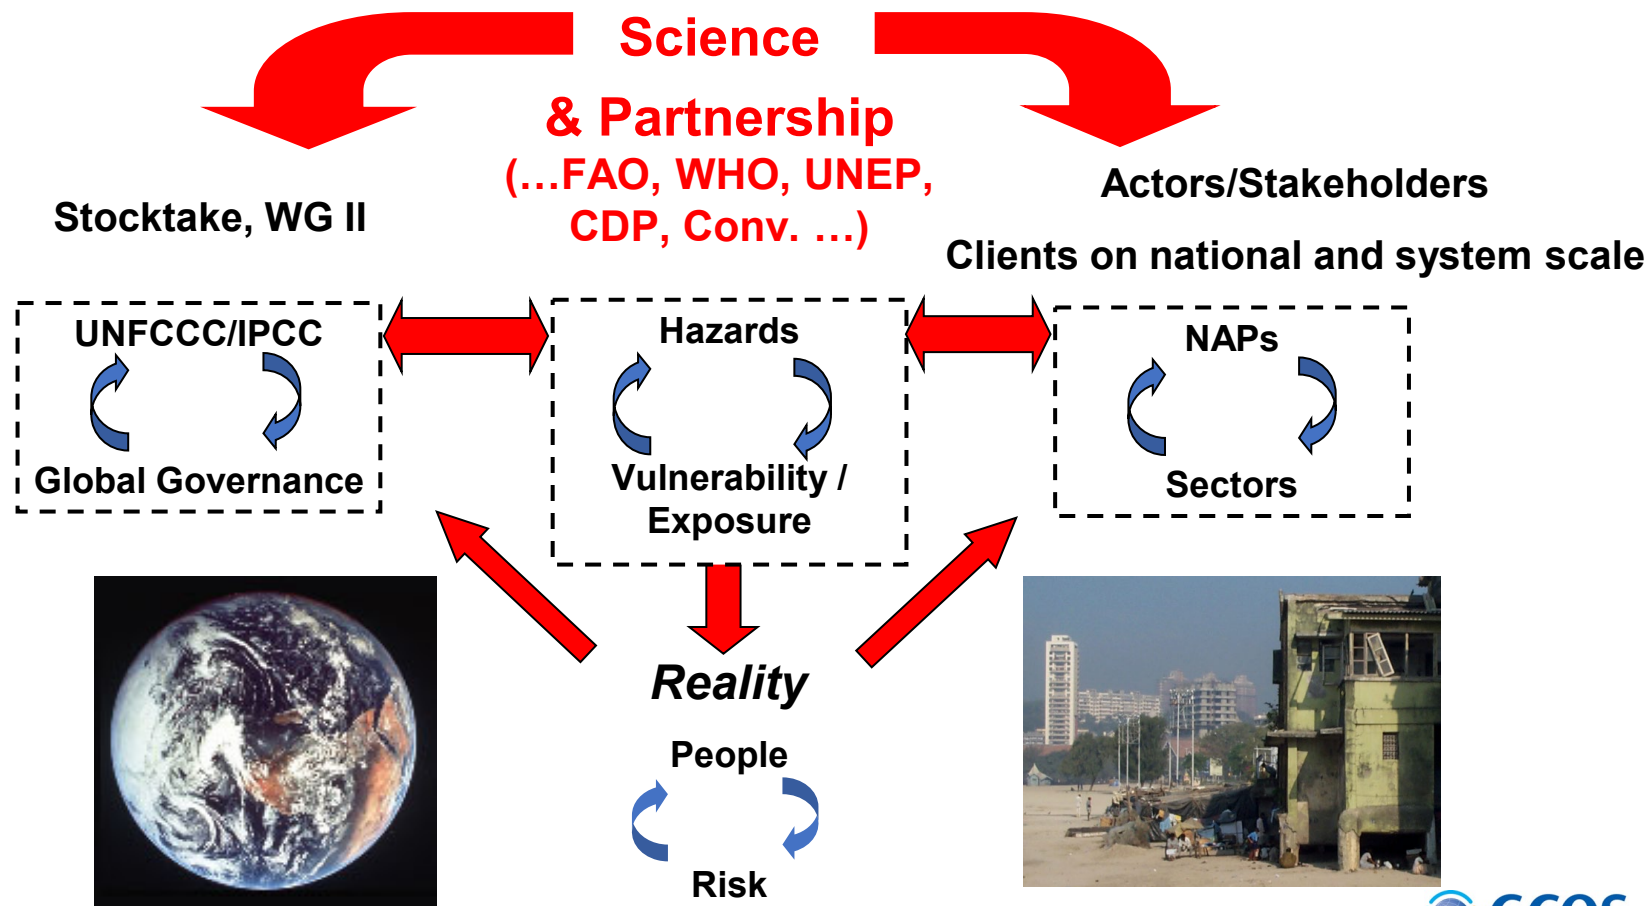 Science
& Partnership
(…FAO, WHO, UNEP,
CDP, Conv. …)
Stocktake, WG II
Actors/Stakeholders
Clients on national and system scale
UNFCCC/IPCC
Global Governance
Hazards
Vulnerability /
Exposure
NAPs
Sectors
Reality
People
Risk